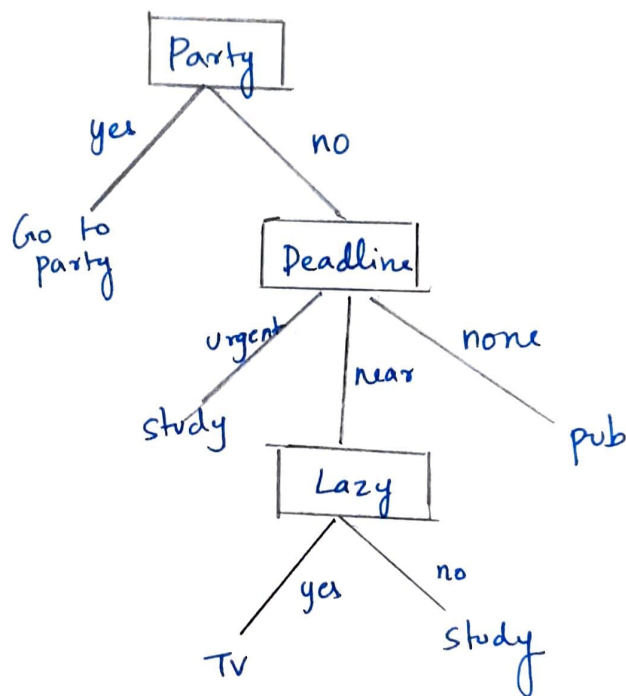 Party
yes
no
Go to
party
Deadline
urgent
near
none
study
pub
Lazy
yes
no
TV
study